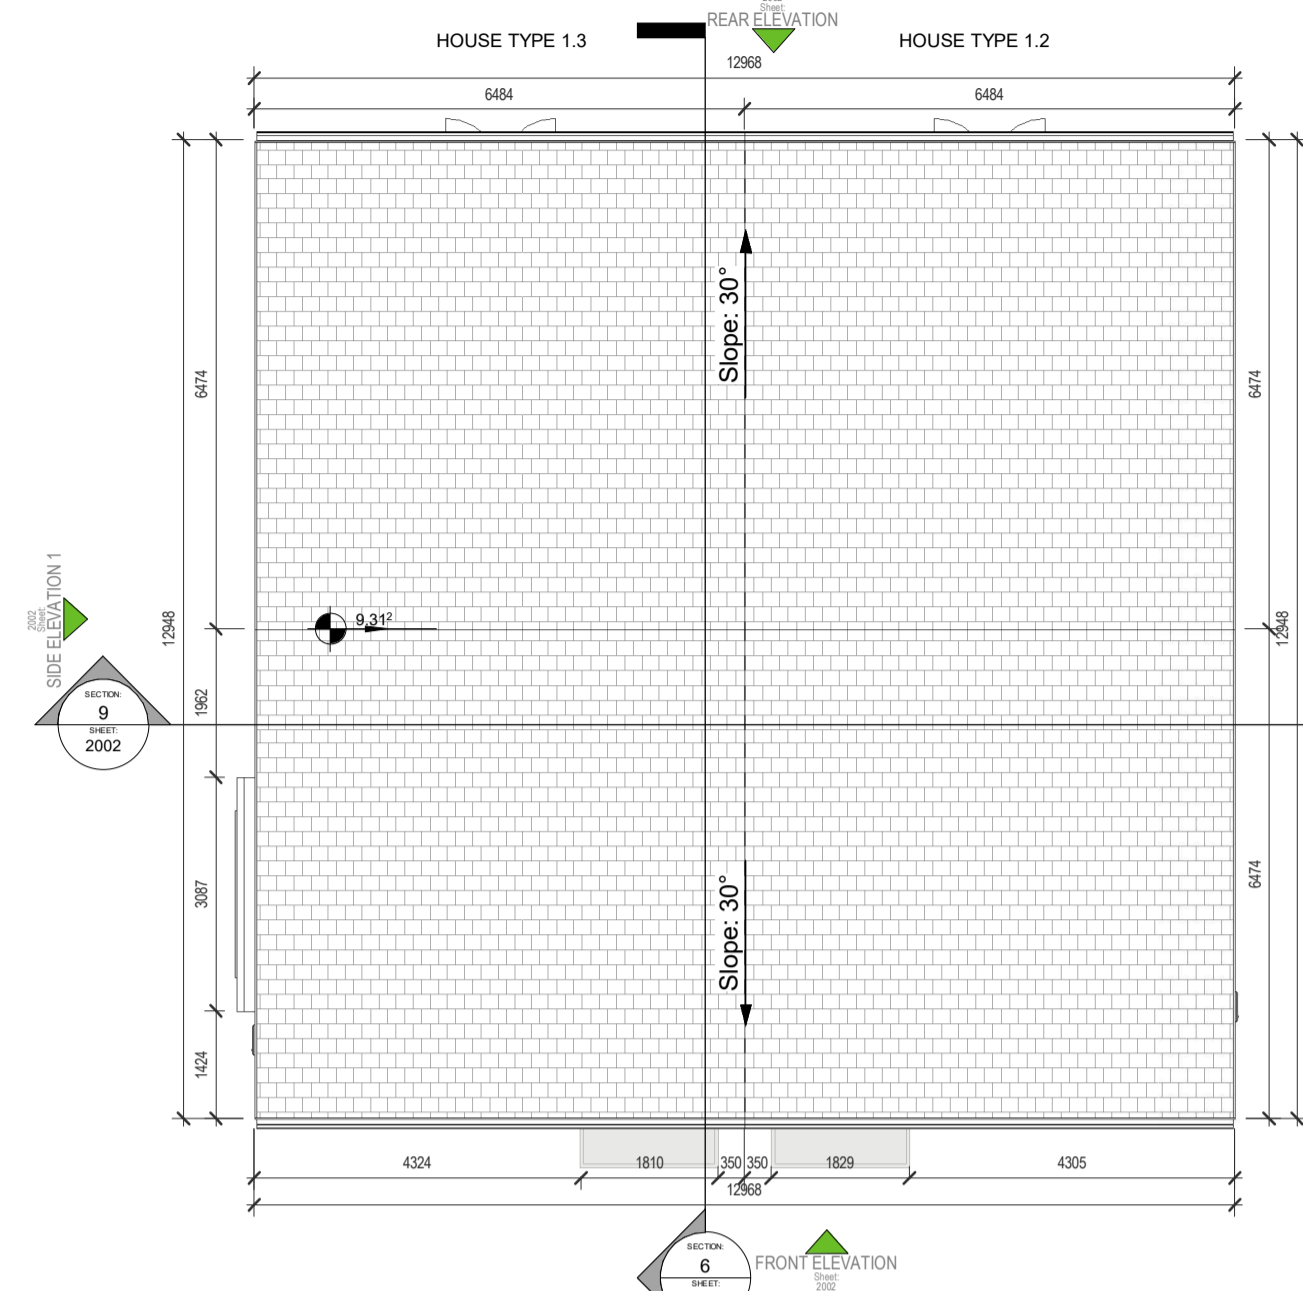 Sheet:
REAR ELEVATION
HOUSE TYPE 1.3
HOUSE TYPE 1.2
12968
6484
6484
Slope: 30°
6474
6474
SIDE ELEVATION 1
Sheet:
2002
12948
9.31²
12948
1962
SECTION:
9
SHEET:
2002
3087
Slope: 30°
6474
1424
4324
1810
350
350
1829
4305
12968
SECTION:
6
SHEET:
FRONT ELEVATION
Sheet:
2002